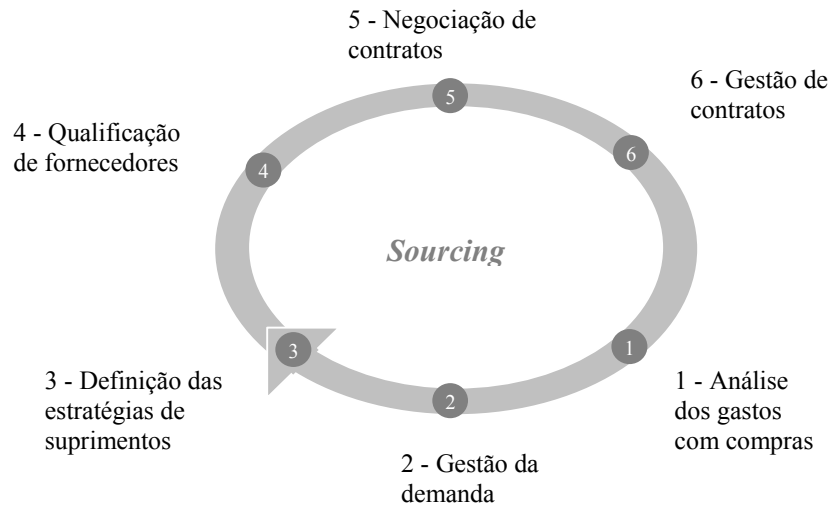 5 - Negociação de
contratos
6 - Gestão de
contratos
4 - Qualificação
de fornecedores
5
6
4
Sourcing
3
1
2
3 - Definição das
estratégias de
suprimentos
1 - Análise
dos gastos
com compras
2 - Gestão da
demanda